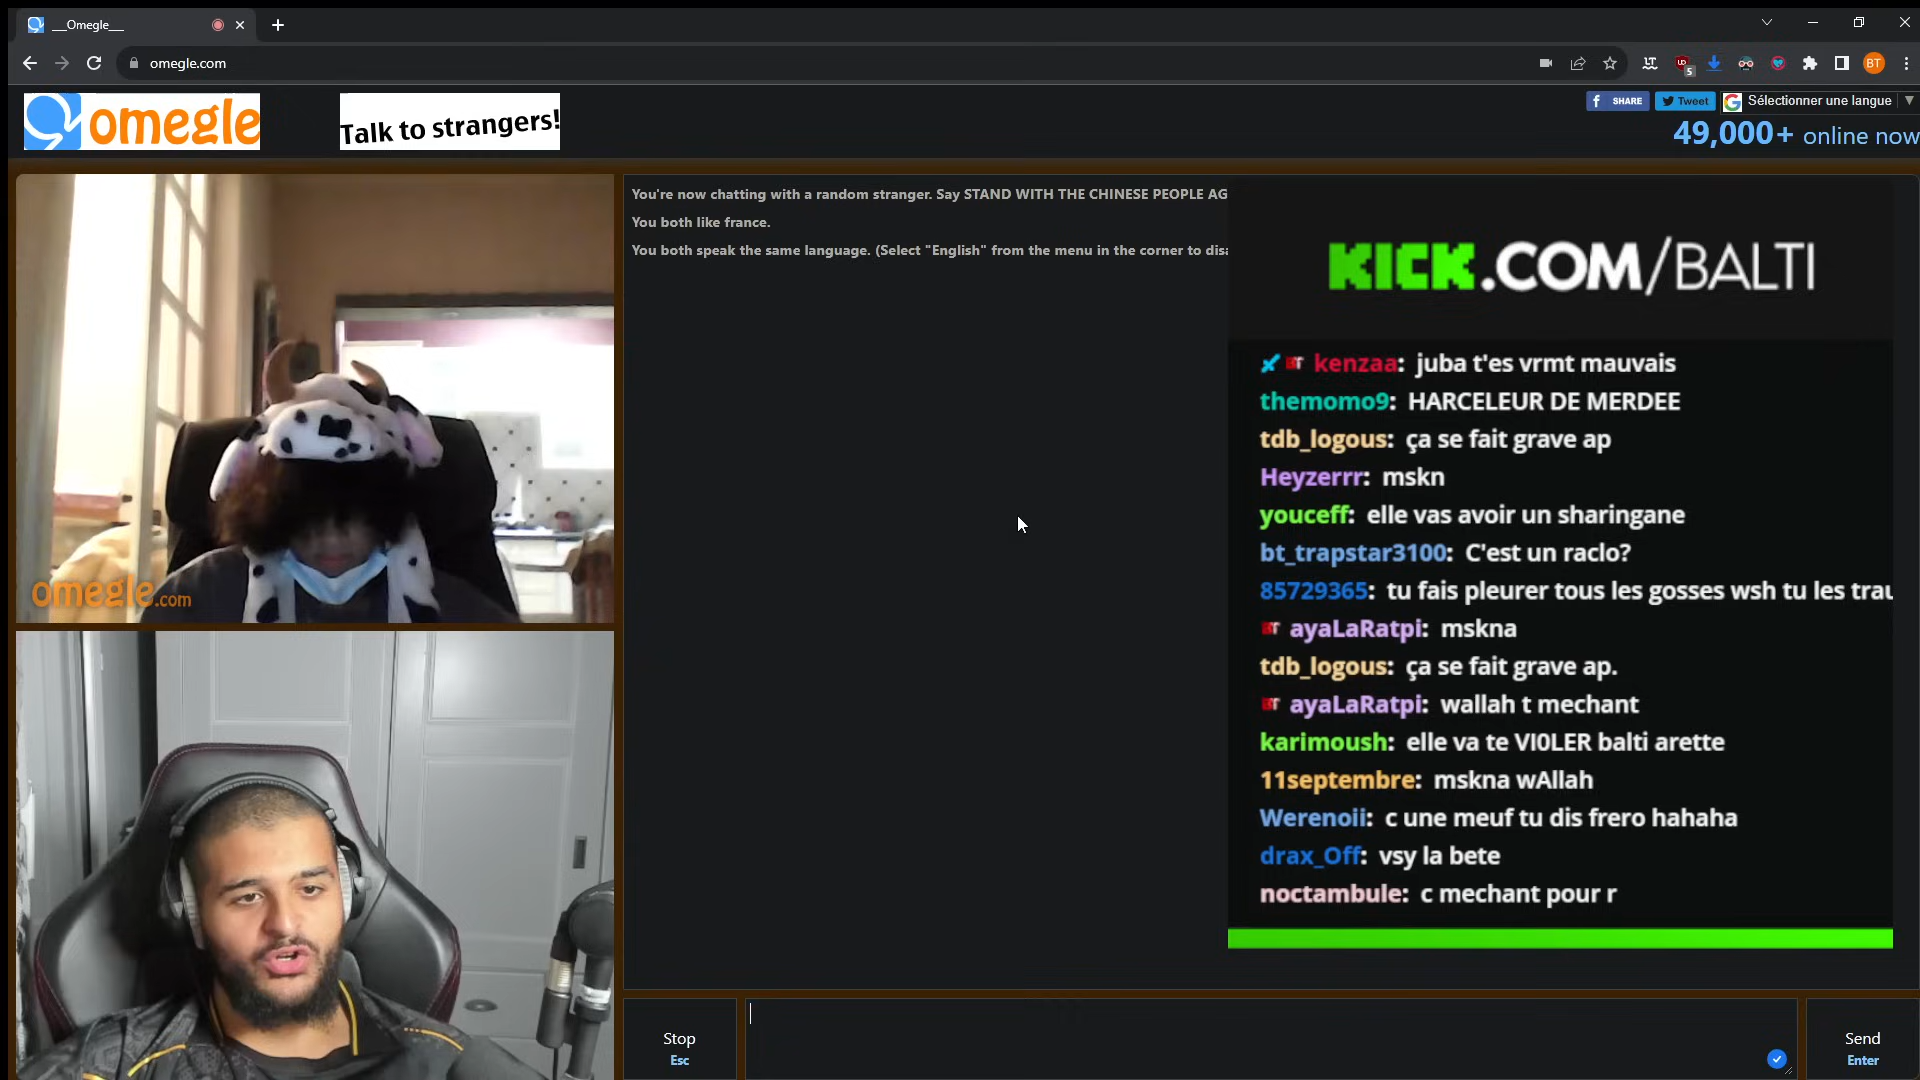 __Omegle__
omegle.com
5
BT
omegle
Talk to strangers!
SHARE
Tweet
Sélectionner une langue
49,000+ online now
You're now chatting with a random stranger. Say STAND WITH THE CHINESE PEOPLE AG
You both like france.
You both speak the same language. (Select "English" from the menu in the corner to disa
omegle.com
KICK.COM/BALTI
kenzaa: juba t'es vrmt mauvais
themomo9: HARCELEUR DE MERDEE
tdb_logous: ça se fait grave ap
Heyzerrr: mskn
youceff: elle vas avoir un sharingane
bt_trapstar3100: C'est un raclo?
85729365: tu fais pleurer tous les gosses wsh tu les trau
ayaLaRatpi: mskna
tdb_logous: ça se fait grave ap.
ayaLaRatpi: wallah t mechant
karimoush: elle va te VI0LER balti arette
11septembre: mskna wAllah
Werenoii: c une meuf tu dis frero hahaha
drax_Off: vsy la bete
noctambule: c mechant pour r
Stop
Esc
Send
Enter